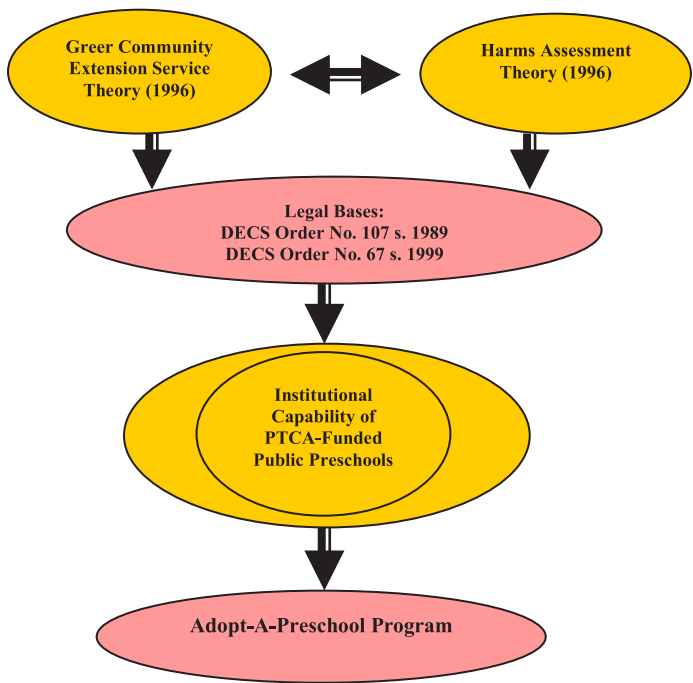 Greer Community
Extension Service
Theory (1996)
Harms Assessment
Theory (1996)
Legal Bases:
DECS Order No. 107 s. 1989
DECS Order No. 67 s. 1999
Institutional
Capability of
PTCA-Funded
Public Preschools
Adopt-A-Preschool Program